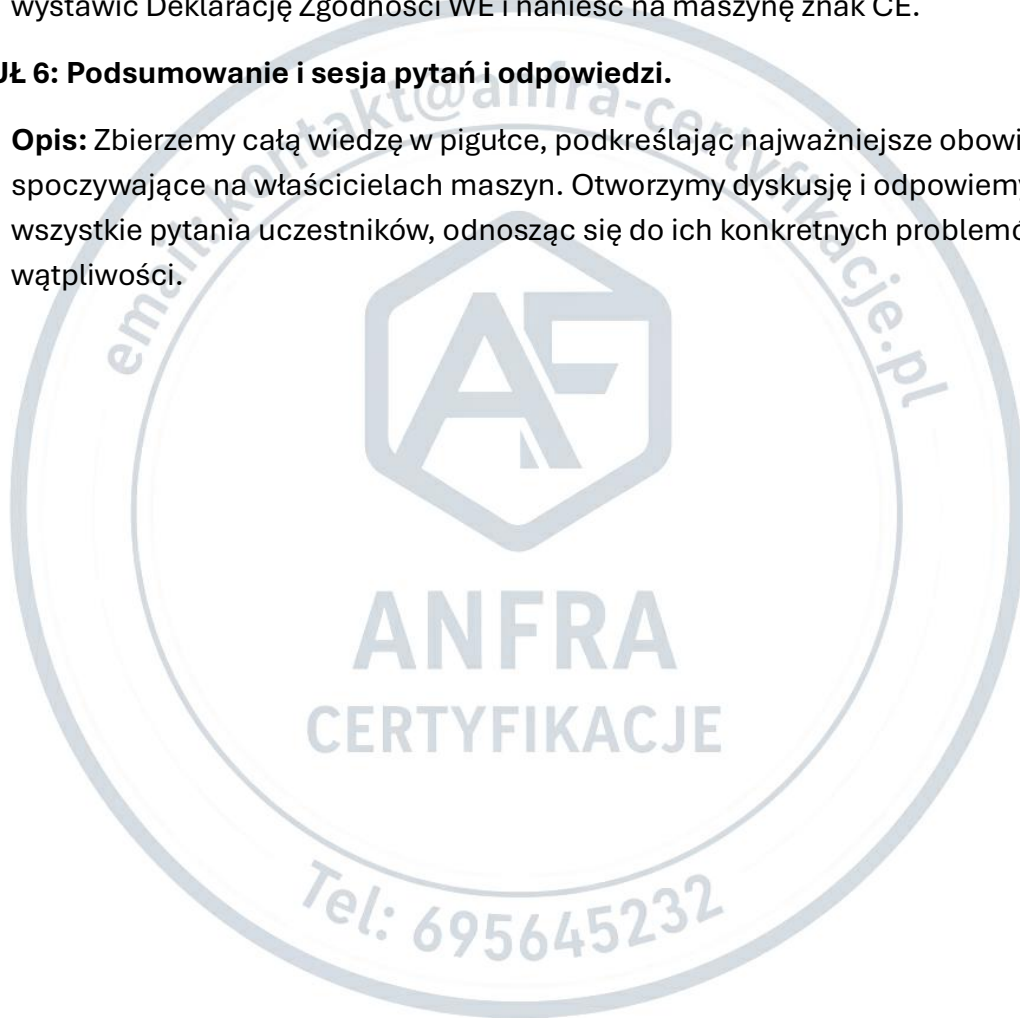 wystawić Deklarację Zgodności WE i nanieść na maszynę znak CE.
UŁ 6: Podsumowanie i sesja pytań i odpowiedzi.
Opis: Zbierzemy całą wiedzę w pigułce, podkreślając najważniejsze obowi
spoczywające na właścicielach maszyn. Otworzymy dyskusję i odpowiemy
wszystkie pytania uczestników, odnosząc się do ich konkretnych problemó
wątpliwości.
email: kontakt@anfra-certyfikacje.pl
AF
ANFRA
CERTYFIKACJE
Tel: 695645232